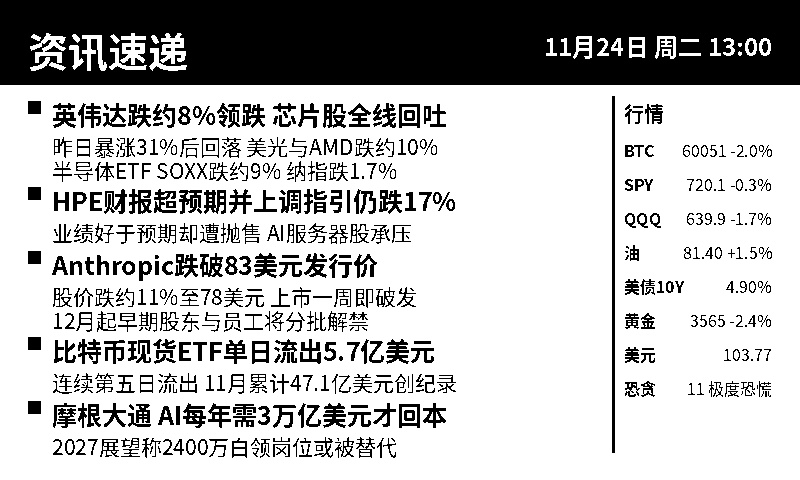 资讯速递
11月24日 周二 13:00
英伟达跌约8%领跌 芯片股全线回吐
昨日暴涨31%后回落 美光与AMD跌约10%
半导体ETF SOXX跌约9% 纳指跌1.7%
HPE财报超预期并上调指引仍跌17%
业绩好于预期却遭抛售 AI服务器股承压
Anthropic跌破83美元发行价
股价跌约11%至78美元 上市一周即破发
12月起早期股东与员工将分批解禁
比特币现货ETF单日流出5.7亿美元
连续第五日流出 11月累计47.1亿美元创纪录
摩根大通 AI每年需3万亿美元才回本
2027展望称2400万白领岗位或被替代
行情
BTC 60051 -2.0%
SPY 720.1 -0.3%
QQQ 639.9 -1.7%
油 81.40 +1.5%
美债10Y 4.90%
黄金 3565 -2.4%
美元 103.77
恐贪 11 极度恐慌